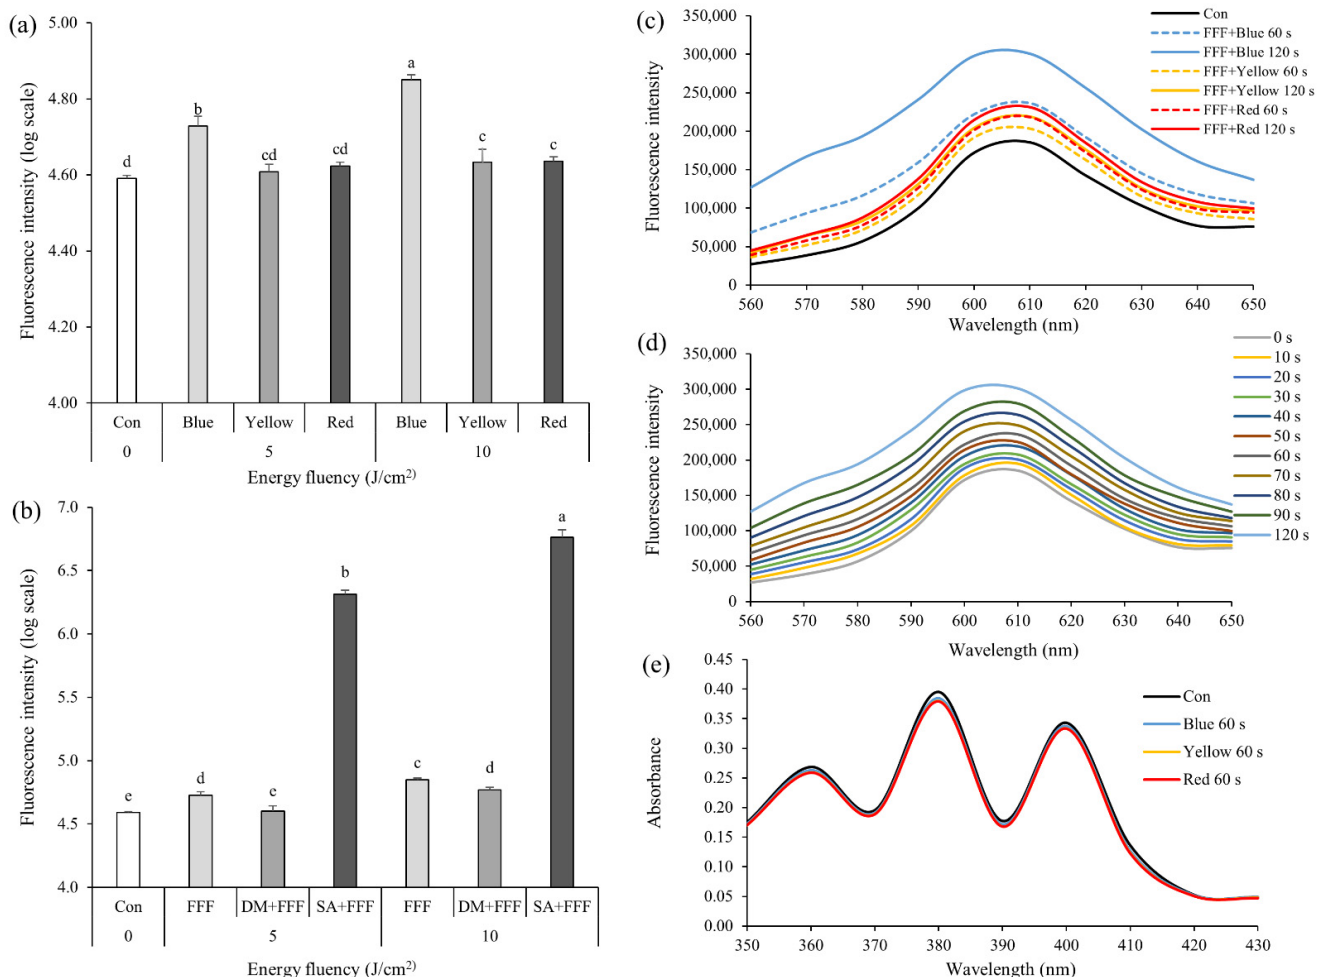 (a)
Fluorescence intensity (log scale)
5.00
4.80
4.60
4.40
4.20
4.00
d
b
cd
cd
a
c
c
Con
Blue
Yellow
Red
Blue
Yellow
Red
0
5
10
Energy fluency (J/cm²)
(b)
Fluorescence intensity (log scale)
7.0
6.5
6.0
5.5
5.0
4.5
4.0
e
d
e
b
c
d
a
Con
FFF
DM+FFF
SA+FFF
FFF
DM+FFF
SA+FFF
0
5
10
Energy fluency (J/cm²)
(c)
Fluorescence intensity
350,000
300,000
250,000
200,000
150,000
100,000
50,000
0
560 570 580 590 600 610 620 630 640 650
Wavelength (nm)
Con
FFF+Blue 60 s
FFF+Blue 120 s
FFF+Yellow 60 s
FFF+Yellow 120 s
FFF+Red 60 s
FFF+Red 120 s
(d)
Fluorescence intensity
350,000
300,000
250,000
200,000
150,000
100,000
50,000
0
560 570 580 590 600 610 620 630 640 650
Wavelength (nm)
0 s
10 s
20 s
30 s
40 s
50 s
60 s
70 s
80 s
90 s
120 s
(e)
Absorbance
0.45
0.40
0.35
0.30
0.25
0.20
0.15
0.10
0.05
0.00
350 360 370 380 390 400 410 420 430
Wavelength (nm)
Con
Blue 60 s
Yellow 60 s
Red 60 s